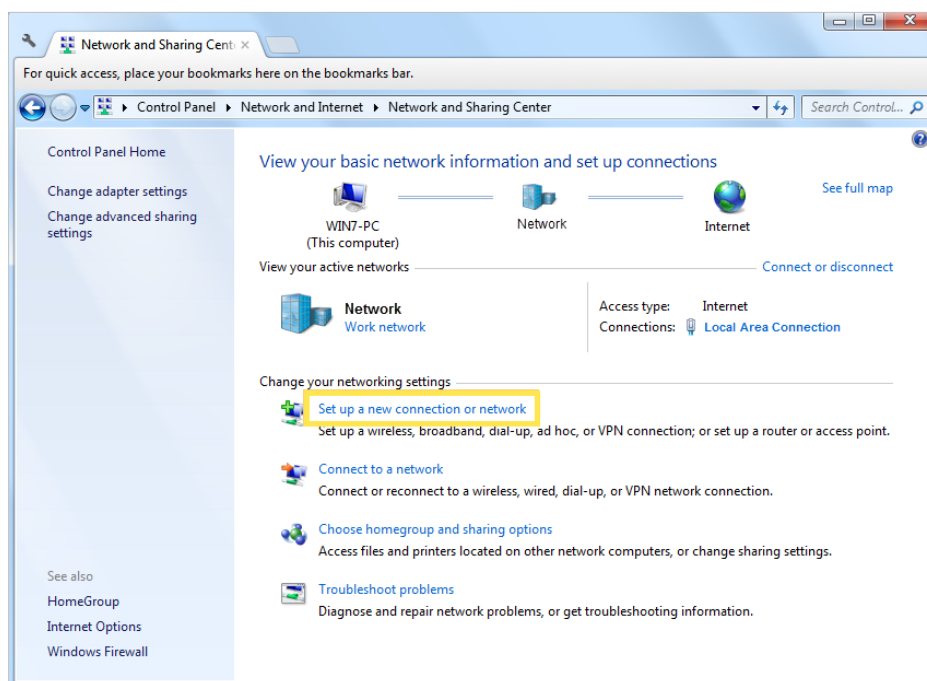 Network and Sharing Cent
For quick access, place your bookmarks here on the bookmarks bar.
Control Panel Network and Internet Network and Sharing Center
Search Control...
Control Panel Home
Change adapter settings
Change advanced sharing
settings
View your basic network information and set up connections
See full map
WIN7-PC
(This computer)
Network
Internet
View your active networks
Connect or disconnect
Network
Work network
Access type: Internet
Connections: Local Area Connection
Change your networking settings
Set up a new connection or network
Set up a wireless, broadband, dial-up, ad hoc, or VPN connection; or set up a router or access point.
Connect to a network
Connect or reconnect to a wireless, wired, dial-up, or VPN network connection.
Choose homegroup and sharing options
Access files and printers located on other network computers, or change sharing settings.
Troubleshoot problems
Diagnose and repair network problems, or get troubleshooting information.
See also
HomeGroup
Internet Options
Windows Firewall